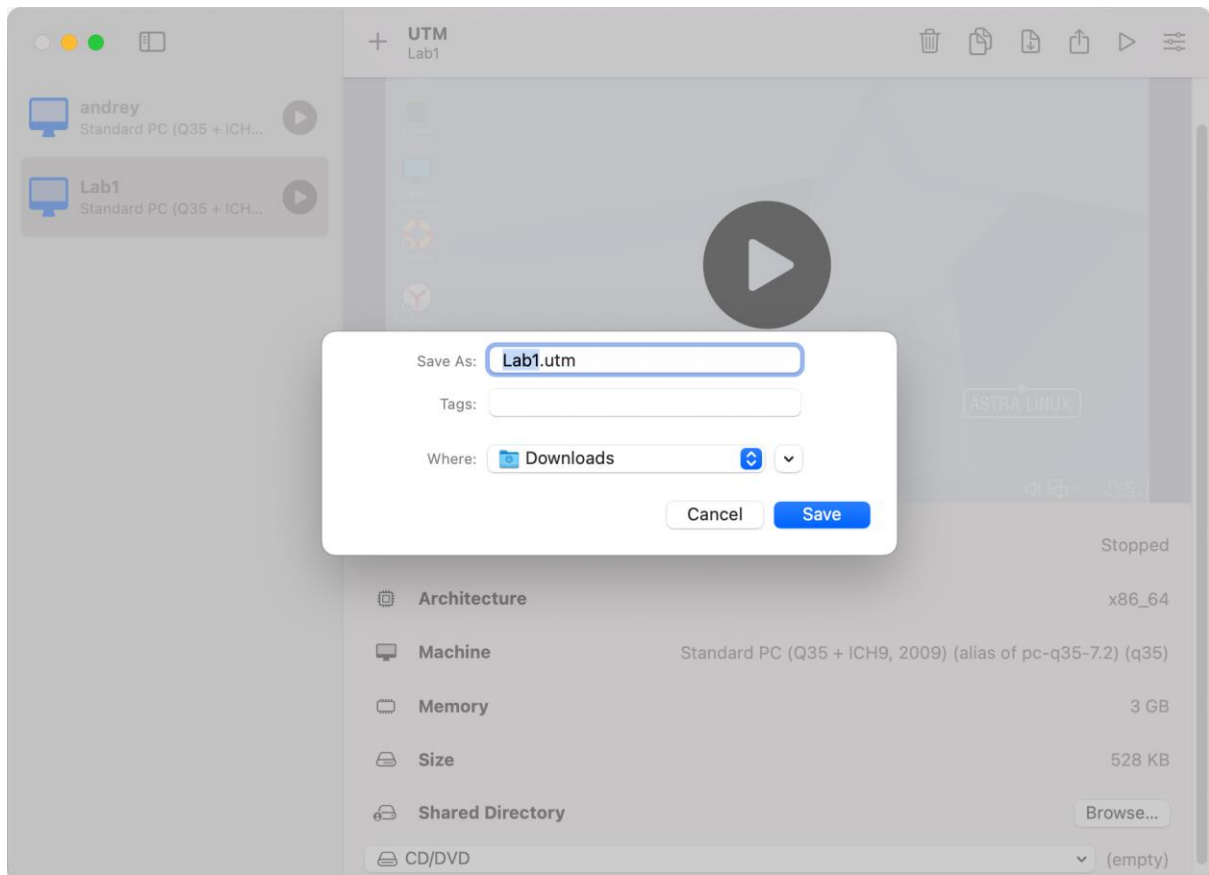 UTM
Lab1
andrey
Standard PC (Q35 + ICH...
Lab1
Standard PC (Q35 + ICH...
Save As: Lab1.utm
Tags:
Where: Downloads
Cancel Save
ASTRA LINUX
Stopped
Architecture x86_64
Machine Standard PC (Q35 + ICH9, 2009) (alias of pc-q35-7.2) (q35)
Memory 3 GB
Size 528 KB
Shared Directory Browse...
CD/DVD (empty)